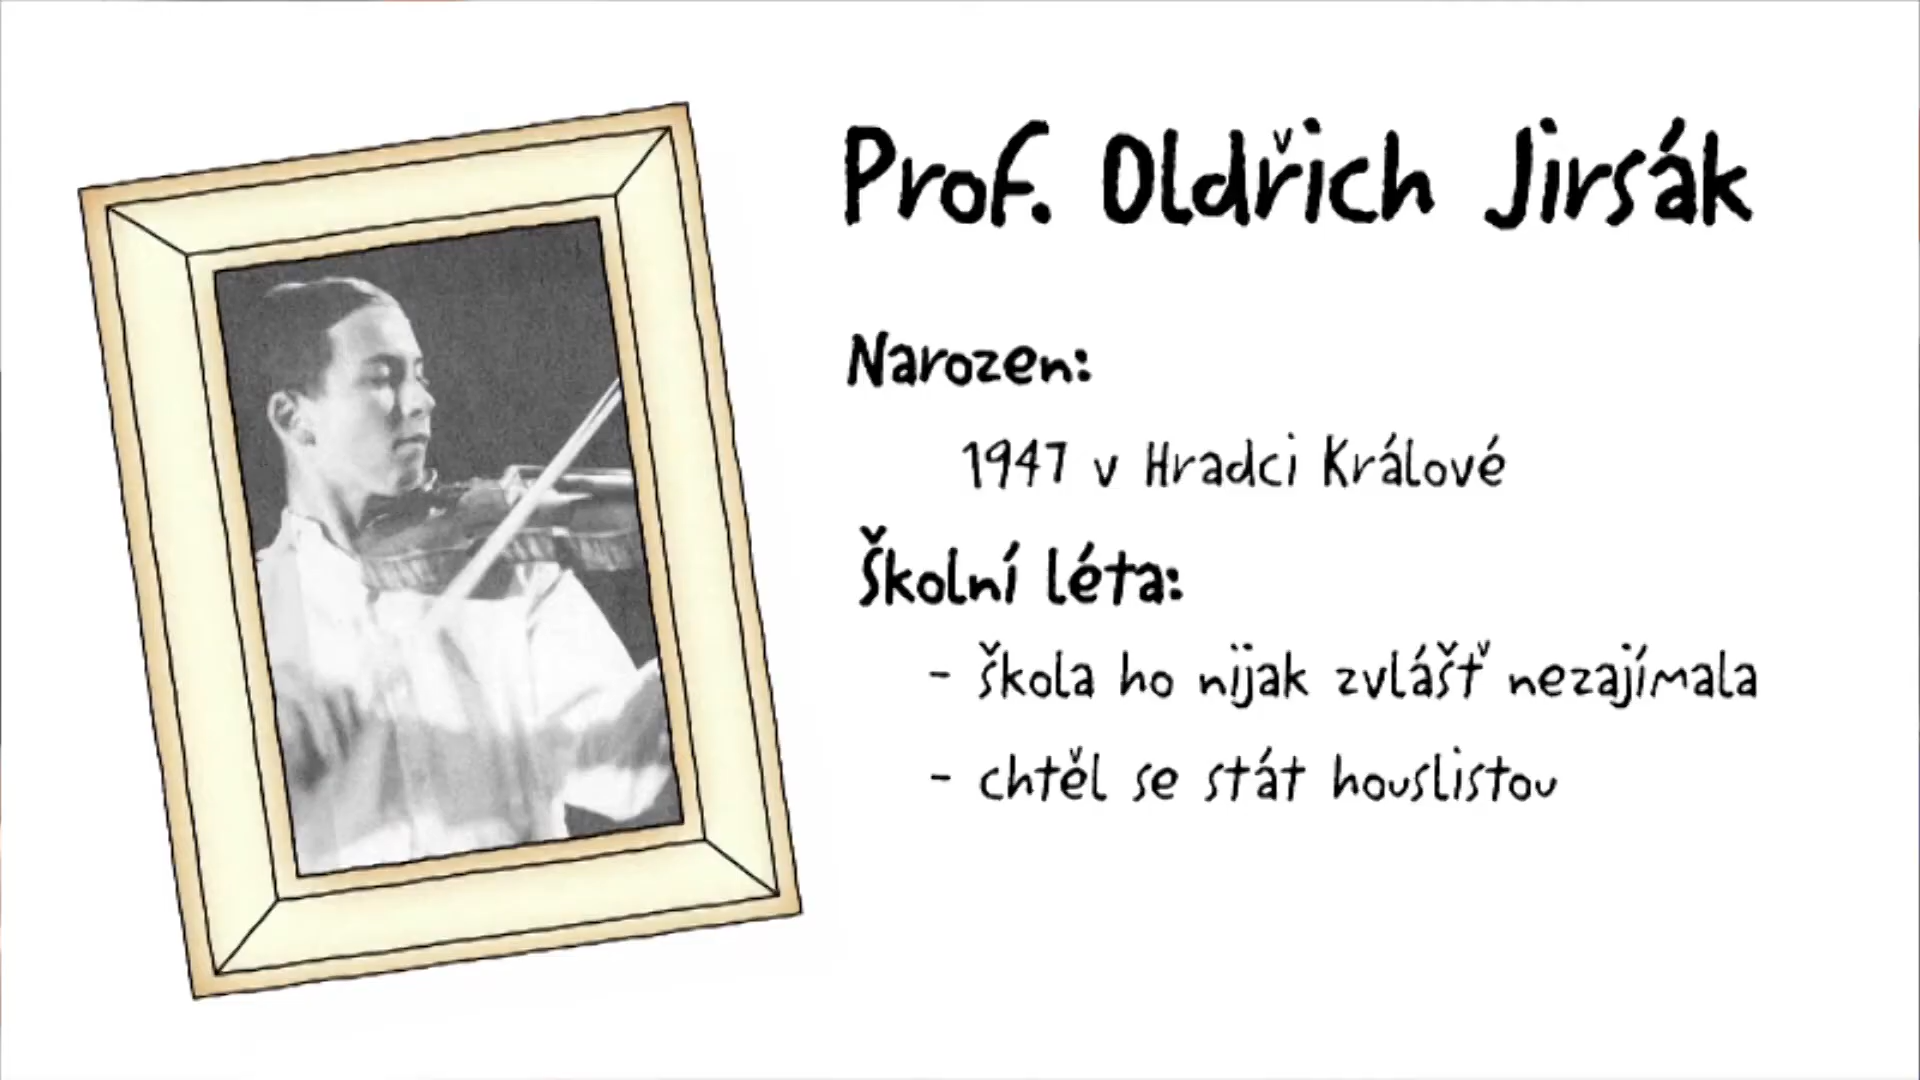 Prof. Oldřich Jirsák
Narozen:
1947 v Hradci Králové
Školní léta:
- škola ho nijak zvlášť nezajímala
- chtěl se stát houslistou